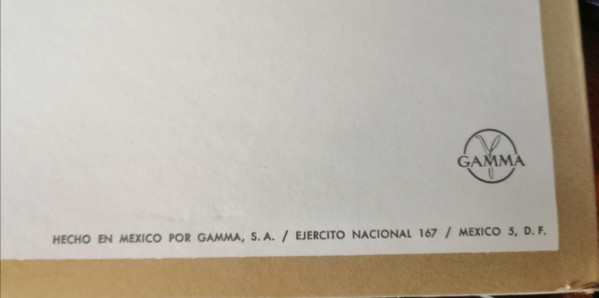 GAMMA
HECHO EN MEXICO POR GAMMA, S. A. / EJERCITO NACIONAL 167 / MEXICO 5, D. F.